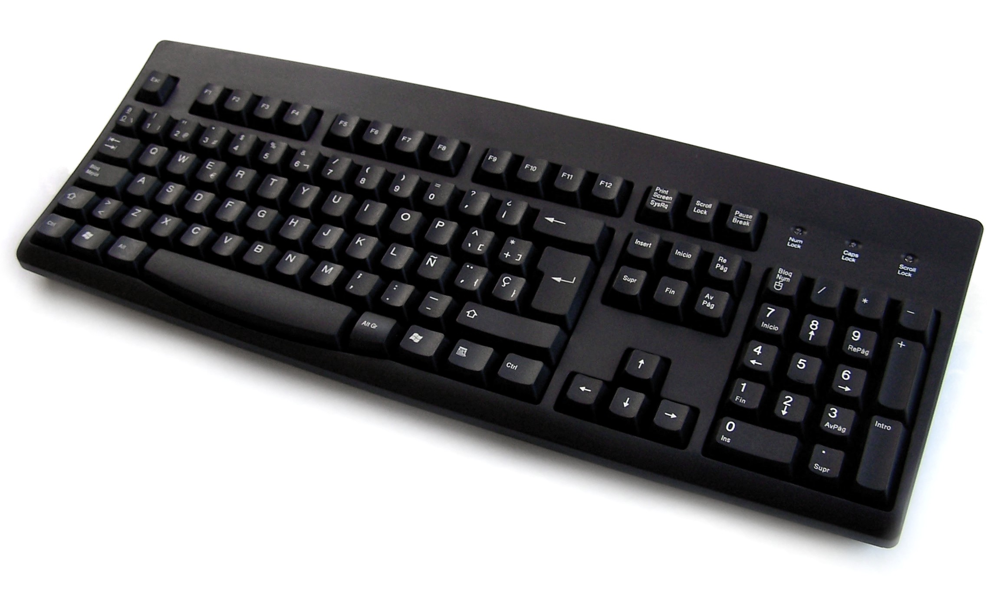 Esc F1 F2 F3 F4 F5 F6 F7 F8 F9 F10 F11 F12
Print
Screen
SysRq
Scroll
Lock
Pause
Break
Num
Lock
Caps
Lock
Scroll
Lock
ª
º \
!
1 |
"
2 @
·
3 #
$
4
%
5
&
6 ¬
/
7
(
8
)
9
=
0
?
'
¿
¡
←
Insert
Inicio
Re
Pág
Bloq
Num
/
*
−
Q W E € R T Y U I O P
^
` [
*
+ ]
Supr
Fin
Av
Pág
7
Inicio
8
↑
9
RePág
+
Bloq
Mayús
A S D F G H J K L Ñ
¨
´ {
Ç
}
4
←
5
6
→
>
<
Z X C V B N M
;
,
:
.
_
-
↑
1
Fin
2
↓
3
AvPág
Intro
Ctrl Alt Alt Gr Ctrl
← ↓ →
0
Ins
.
Supr